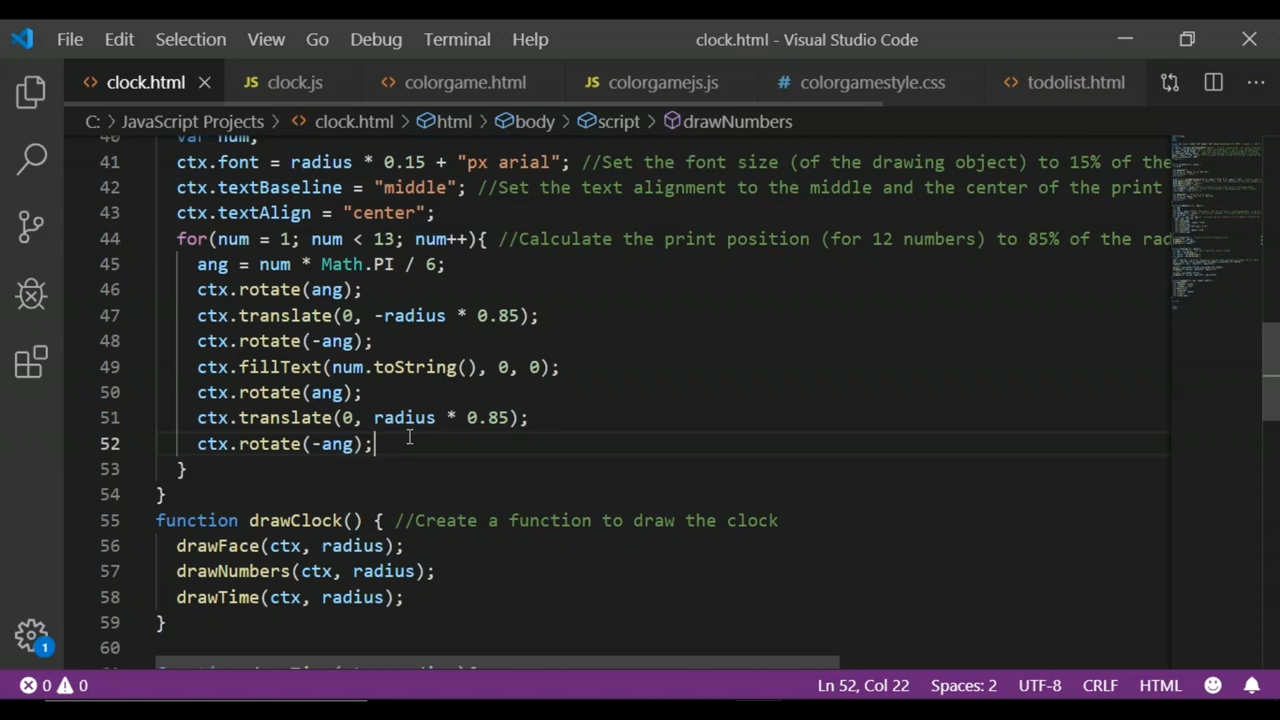 File Edit Selection View Go Debug Terminal Help clock.html - Visual Studio Code
clock.html clock.js colorgame.html colorgamejs.js colorgamestyle.css todolist.html
C: > JavaScript Projects > clock.html > html > body > script > drawNumbers
40 var num;
41 ctx.font = radius * 0.15 + "px arial"; //Set the font size (of the drawing object) to 15% of the
42 ctx.textBaseline = "middle"; //Set the text alignment to the middle and the center of the print
43 ctx.textAlign = "center";
44 for(num = 1; num < 13; num++){ //Calculate the print position (for 12 numbers) to 85% of the rad
45 ang = num * Math.PI / 6;
46 ctx.rotate(ang);
47 ctx.translate(0, -radius * 0.85);
48 ctx.rotate(-ang);
49 ctx.fillText(num.toString(), 0, 0);
50 ctx.rotate(ang);
51 ctx.translate(0, radius * 0.85);
52 ctx.rotate(-ang);
53 }
54 }
55 function drawClock() { //Create a function to draw the clock
56 drawFace(ctx, radius);
57 drawNumbers(ctx, radius);
58 drawTime(ctx, radius);
59 }
60
0 0 Ln 52, Col 22 Spaces: 2 UTF-8 CRLF HTML
1